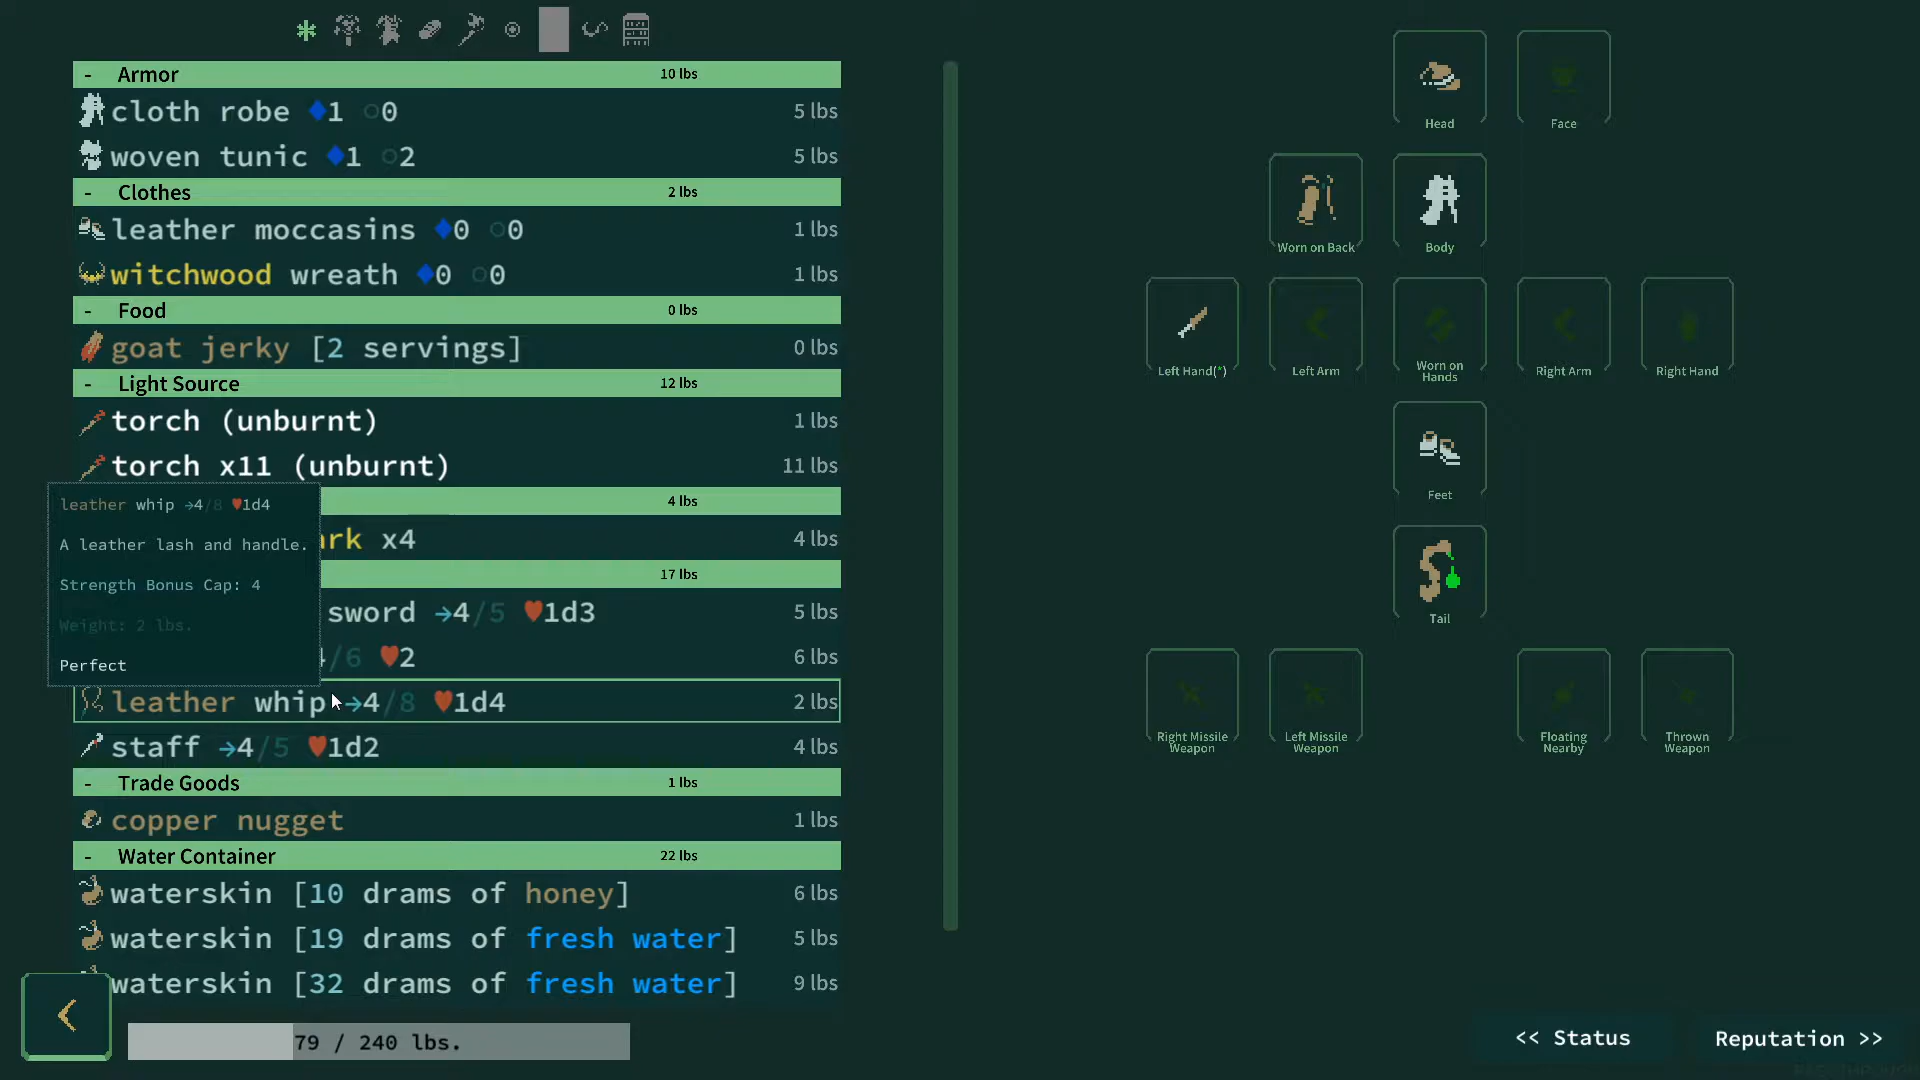 - Armor 10 lbs
cloth robe ♦1 ○0 5 lbs
woven tunic ♦1 ○2 5 lbs
- Clothes 2 lbs
leather moccasins ♦0 ○0 1 lbs
witchwood wreath ♦0 ○0 1 lbs
- Food 0 lbs
goat jerky [2 servings] 0 lbs
- Light Source 12 lbs
torch (unburnt) 1 lbs
torch x11 (unburnt) 11 lbs
4 lbs
ark x4 4 lbs
17 lbs
sword →4/5 ♥1d3 5 lbs
/6 ♥2 6 lbs
leather whip →4/8 ♥1d4 2 lbs
staff →4/5 ♥1d2 4 lbs
- Trade Goods 1 lbs
copper nugget 1 lbs
- Water Container 22 lbs
waterskin [10 drams of honey] 6 lbs
waterskin [19 drams of fresh water] 5 lbs
waterskin [32 drams of fresh water] 9 lbs
79 / 240 lbs.
leather whip →4/8 ♥1d4
A leather lash and handle.
Strength Bonus Cap: 4
Weight: 2 lbs.
Perfect
Head
Face
Worn on Back
Body
Left Hand(*)
Left Arm
Worn on
Hands
Right Arm
Right Hand
Feet
Tail
Right Missile
Weapon
Left Missile
Weapon
Floating
Nearby
Thrown
Weapon
<< Status
Reputation >>